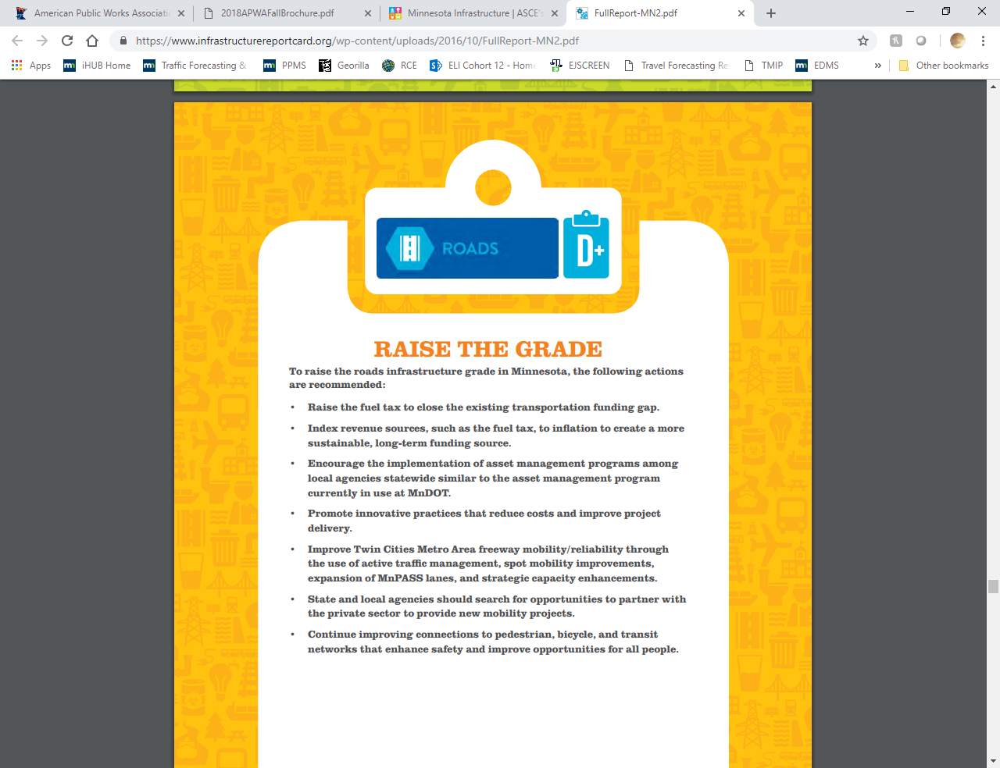 American Public Works Associati
2018APWAFallBrochure.pdf
Minnesota Infrastructure | ASCE's
FullReport-MN2.pdf
https://www.infrastructurereportcard.org/wp-content/uploads/2016/10/FullReport-MN2.pdf
Apps
iHUB Home
Traffic Forecasting &
PPMS
Georilla
RCE
ELI Cohort 12 - Home
EJSCREEN
Travel Forecasting Re
TMIP
EDMS
»
Other bookmarks
ROADS
D+
RAISE THE GRADE
To raise the roads infrastructure grade in Minnesota, the following actions
are recommended:
• Raise the fuel tax to close the existing transportation funding gap.
• Index revenue sources, such as the fuel tax, to inflation to create a more
sustainable, long-term funding source.
• Encourage the implementation of asset management programs among
local agencies statewide similar to the asset management program
currently in use at MnDOT.
• Promote innovative practices that reduce costs and improve project
delivery.
• Improve Twin Cities Metro Area freeway mobility/reliability through
the use of active traffic management, spot mobility improvements,
expansion of MnPASS lanes, and strategic capacity enhancements.
• State and local agencies should search for opportunities to partner with
the private sector to provide new mobility projects.
• Continue improving connections to pedestrian, bicycle, and transit
networks that enhance safety and improve opportunities for all people.